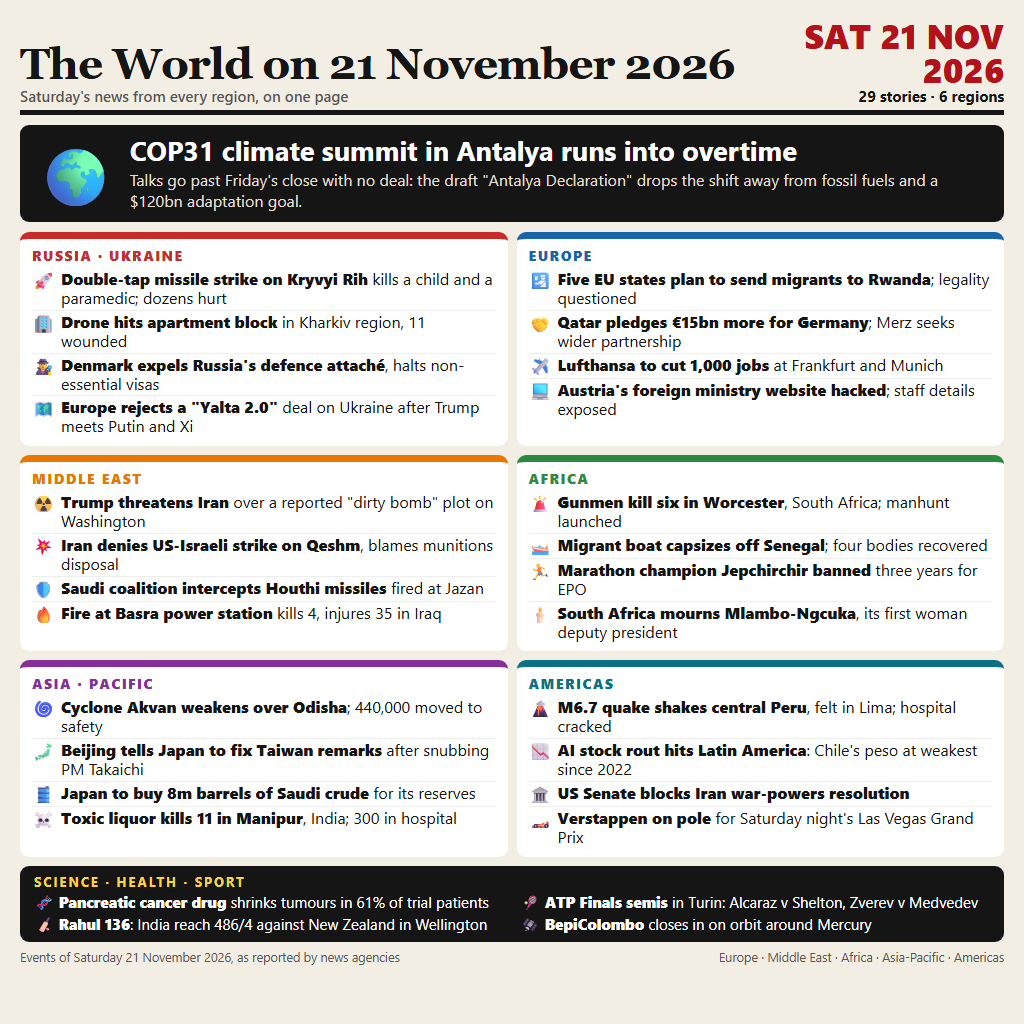 The World on 21 November 2026
SAT 21 NOV
2026
Saturday's news from every region, on one page
29 stories · 6 regions
COP31 climate summit in Antalya runs into overtime
Talks go past Friday's close with no deal: the draft "Antalya Declaration" drops the shift away from fossil fuels and a
$120bn adaptation goal.
RUSSIA · UKRAINE
Double-tap missile strike on Kryvyi Rih kills a child and a
paramedic; dozens hurt
Drone hits apartment block in Kharkiv region, 11
wounded
Denmark expels Russia's defence attaché, halts non-
essential visas
Europe rejects a "Yalta 2.0" deal on Ukraine after Trump
meets Putin and Xi
EUROPE
Five EU states plan to send migrants to Rwanda; legality
questioned
Qatar pledges €15bn more for Germany; Merz seeks
wider partnership
Lufthansa to cut 1,000 jobs at Frankfurt and Munich
Austria's foreign ministry website hacked; staff details
exposed
MIDDLE EAST
Trump threatens Iran over a reported "dirty bomb" plot on
Washington
Iran denies US-Israeli strike on Qeshm, blames munitions
disposal
Saudi coalition intercepts Houthi missiles fired at Jazan
Fire at Basra power station kills 4, injures 35 in Iraq
AFRICA
Gunmen kill six in Worcester, South Africa; manhunt
launched
Migrant boat capsizes off Senegal; four bodies recovered
Marathon champion Jepchirchir banned three years for
EPO
South Africa mourns Mlambo-Ngcuka, its first woman
deputy president
ASIA · PACIFIC
Cyclone Akvan weakens over Odisha; 440,000 moved to
safety
Beijing tells Japan to fix Taiwan remarks after snubbing
PM Takaichi
Japan to buy 8m barrels of Saudi crude for its reserves
Toxic liquor kills 11 in Manipur, India; 300 in hospital
AMERICAS
M6.7 quake shakes central Peru, felt in Lima; hospital
cracked
AI stock rout hits Latin America: Chile's peso at weakest
since 2022
US Senate blocks Iran war-powers resolution
Verstappen on pole for Saturday night's Las Vegas Grand
Prix
SCIENCE · HEALTH · SPORT
Pancreatic cancer drug shrinks tumours in 61% of trial patients
Rahul 136: India reach 486/4 against New Zealand in Wellington
ATP Finals semis in Turin: Alcaraz v Shelton, Zverev v Medvedev
BepiColombo closes in on orbit around Mercury
Events of Saturday 21 November 2026, as reported by news agencies
Europe · Middle East · Africa · Asia-Pacific · Americas